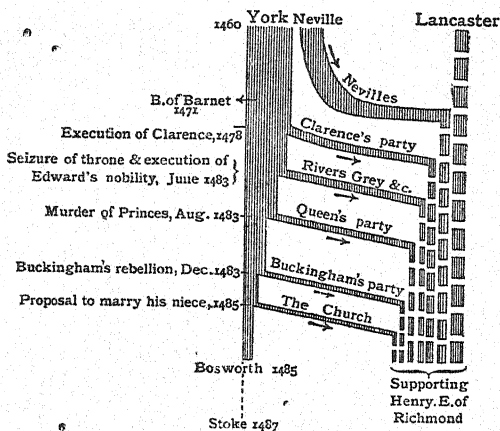 York Neville
Lancaster
1460
Nevilles
B. of Barnet
1471
Clarence's party
Execution of Clarence, 1478
Rivers Grey &c.
Seizure of throne & execution of
Edward's nobility, June 1483
Queen's party
Murder of Princes, Aug. 1483
Buckingham's party
Buckingham's rebellion, Dec. 1483
The Church
Proposal to marry his niece, 1485
Bosworth 1485
Supporting
Henry. E. of
Richmond
Stoke 1487